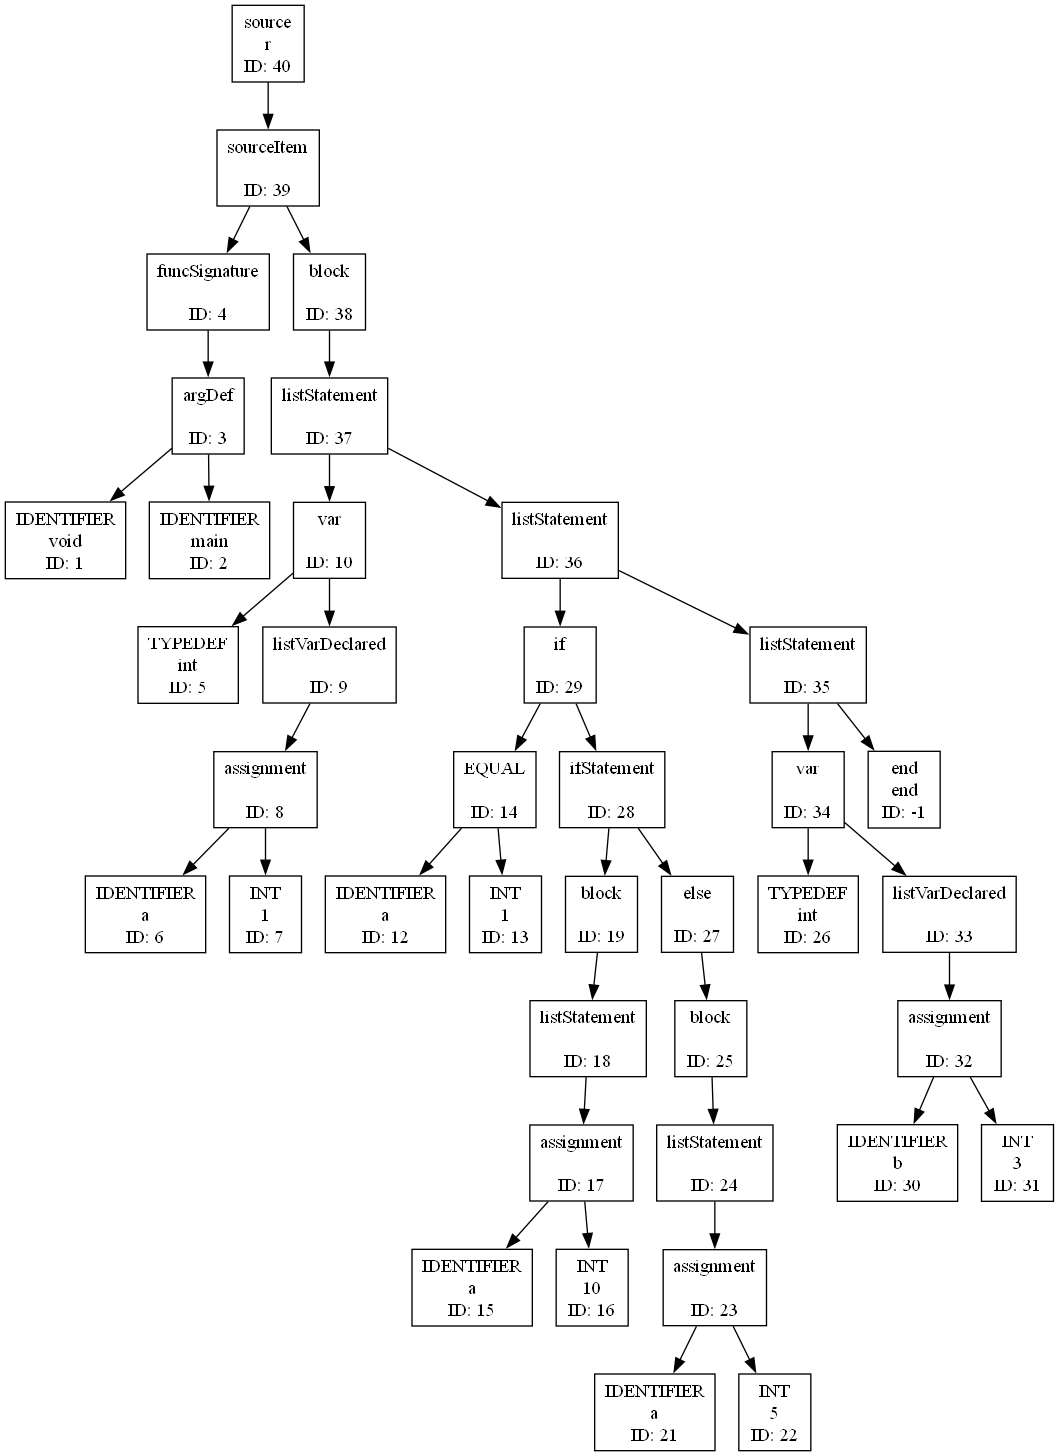 source
r
ID: 40
sourceItem
ID: 39
funcSignature
ID: 4
block
ID: 38
argDef
ID: 3
listStatement
ID: 37
IDENTIFIER
void
ID: 1
IDENTIFIER
main
ID: 2
var
ID: 10
listStatement
ID: 36
TYPEDEF
int
ID: 5
listVarDeclared
ID: 9
if
ID: 29
listStatement
ID: 35
assignment
ID: 8
EQUAL
ID: 14
ifStatement
ID: 28
var
ID: 34
end
end
ID: -1
IDENTIFIER
a
ID: 6
INT
1
ID: 7
IDENTIFIER
a
ID: 12
INT
1
ID: 13
block
ID: 19
else
ID: 27
TYPEDEF
int
ID: 26
listVarDeclared
ID: 33
listStatement
ID: 18
block
ID: 25
assignment
ID: 32
assignment
ID: 17
listStatement
ID: 24
IDENTIFIER
b
ID: 30
INT
3
ID: 31
IDENTIFIER
a
ID: 15
INT
10
ID: 16
assignment
ID: 23
IDENTIFIER
a
ID: 21
INT
5
ID: 22